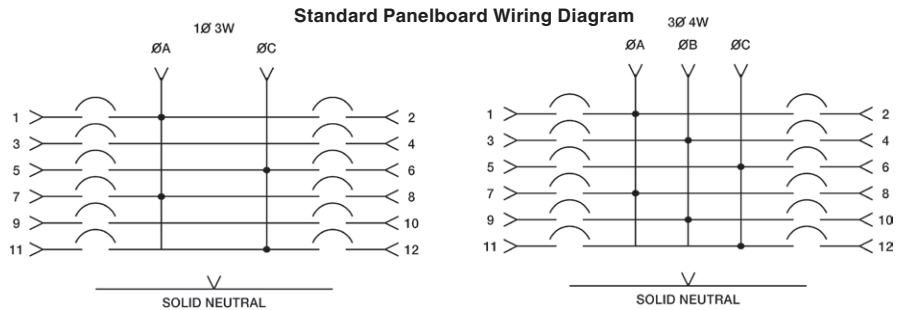 Standard Panelboard Wiring Diagram
1Ø 3W
ØA ØC
1 2
3 4
5 6
7 8
9 10
11 12
SOLID NEUTRAL
3Ø 4W
ØA ØB ØC
1 2
3 4
5 6
7 8
9 10
11 12
SOLID NEUTRAL